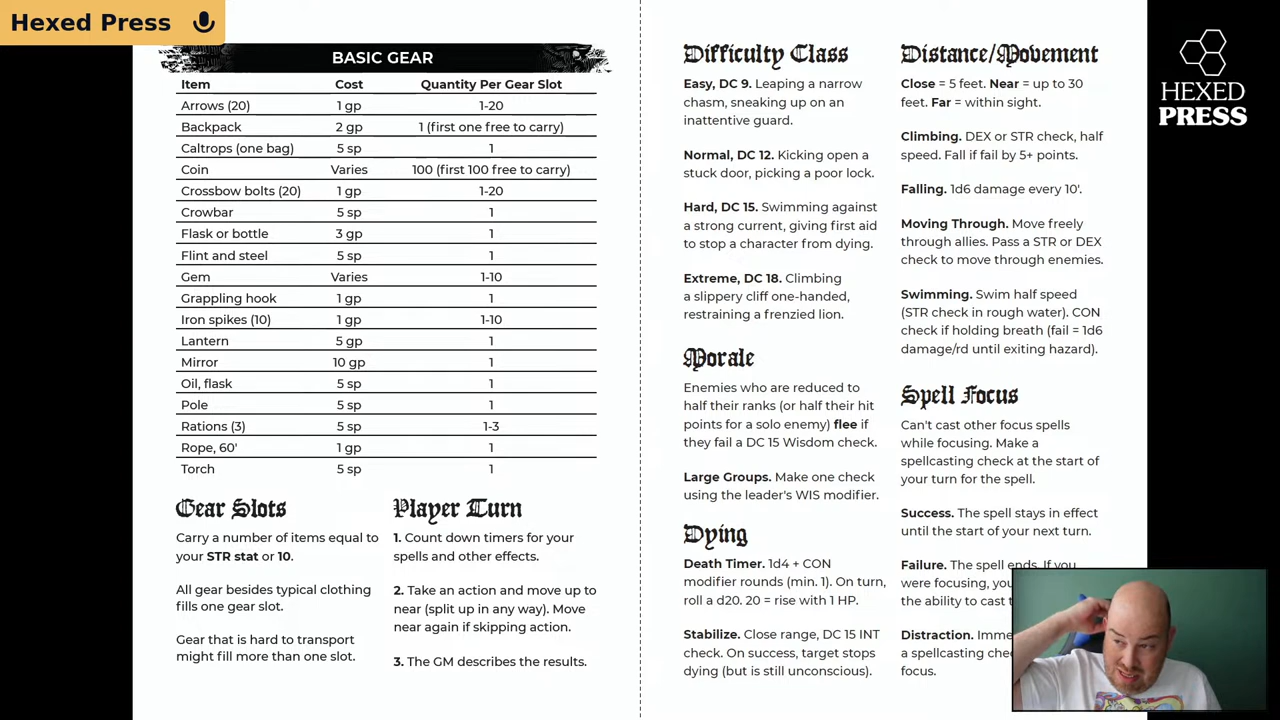 Hexed Press
HEXED
PRESS
BASIC GEAR
Item Cost Quantity Per Gear Slot
Arrows (20) 1 gp 1-20
Backpack 2 gp 1 (first one free to carry)
Caltrops (one bag) 5 sp 1
Coin Varies 100 (first 100 free to carry)
Crossbow bolts (20) 1 gp 1-20
Crowbar 5 sp 1
Flask or bottle 3 gp 1
Flint and steel 5 sp 1
Gem Varies 1-10
Grappling hook 1 gp 1
Iron spikes (10) 1 gp 1-10
Lantern 5 gp 1
Mirror 10 gp 1
Oil, flask 5 sp 1
Pole 5 sp 1
Rations (3) 5 sp 1-3
Rope, 60' 1 gp 1
Torch 5 sp 1
Gear Slots
Carry a number of items equal to
your STR stat or 10.
All gear besides typical clothing
fills one gear slot.
Gear that is hard to transport
might fill more than one slot.
Player Turn
1. Count down timers for your
spells and other effects.
2. Take an action and move up to
near (split up in any way). Move
near again if skipping action.
3. The GM describes the results.
Difficulty Class
Easy, DC 9. Leaping a narrow
chasm, sneaking up on an
inattentive guard.
Normal, DC 12. Kicking open a
stuck door, picking a poor lock.
Hard, DC 15. Swimming against
a strong current, giving first aid
to stop a character from dying.
Extreme, DC 18. Climbing
a slippery cliff one-handed,
restraining a frenzied lion.
Morale
Enemies who are reduced to
half their ranks (or half their hit
points for a solo enemy) flee if
they fail a DC 15 Wisdom check.
Large Groups. Make one check
using the leader's WIS modifier.
Dying
Death Timer. 1d4 + CON
modifier rounds (min. 1). On turn,
roll a d20. 20 = rise with 1 HP.
Stabilize. Close range, DC 15 INT
check. On success, target stops
dying (but is still unconscious).
Distance/Movement
Close = 5 feet. Near = up to 30
feet. Far = within sight.
Climbing. DEX or STR check, half
speed. Fall if fail by 5+ points.
Falling. 1d6 damage every 10'.
Moving Through. Move freely
through allies. Pass a STR or DEX
check to move through enemies.
Swimming. Swim half speed
(STR check in rough water). CON
check if holding breath (fail = 1d6
damage/rd until exiting hazard).
Spell Focus
Can't cast other focus spells
while focusing. Make a
spellcasting check at the start of
your turn for the spell.
Success. The spell stays in effect
until the start of your next turn.
Failure. The spell ends. If you
were focusing, you
the ability to cast
Distraction.
a spellcasting
focus.